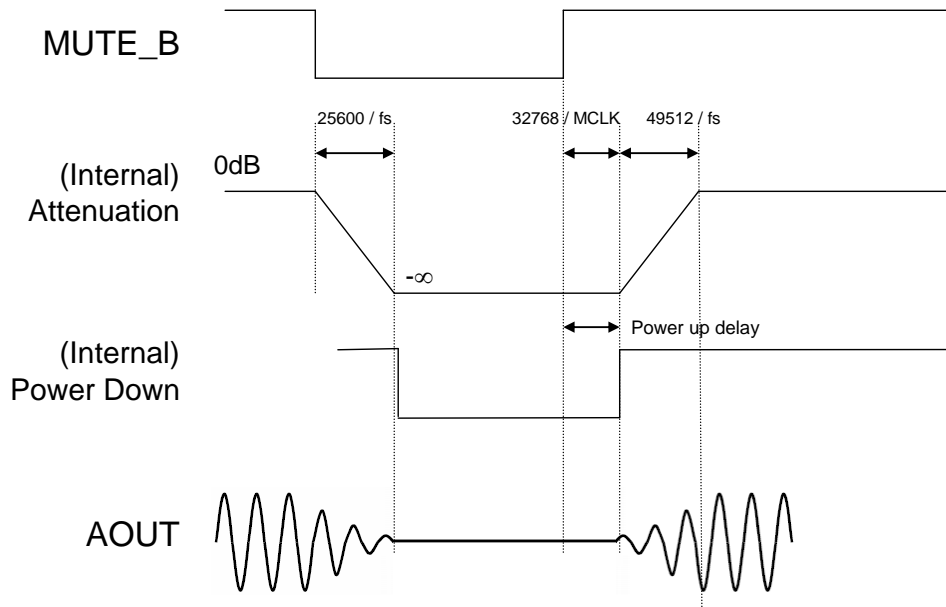 MUTE_B
25600 / fs
32768 / MCLK
49512 / fs
(Internal)
Attenuation
0dB
-∞
Power up delay
(Internal)
Power Down
AOUT